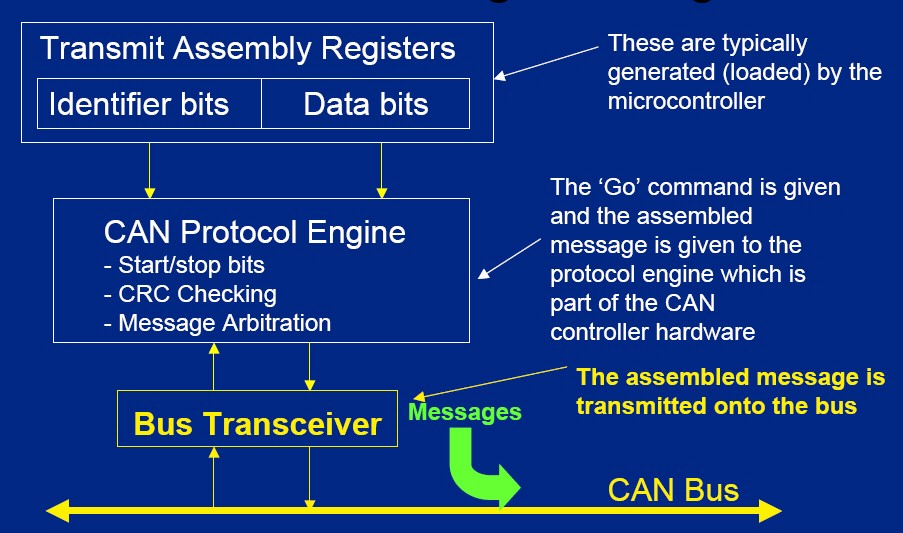 Transmit Assembly Registers
Identifier bits
Data bits
These are typically
generated (loaded) by the
microcontroller
CAN Protocol Engine
- Start/stop bits
- CRC Checking
- Message Arbitration
The ‘Go’ command is given
and the assembled
message is given to the
protocol engine which is
part of the CAN
controller hardware
The assembled message is
transmitted onto the bus
Bus Transceiver
Messages
CAN Bus